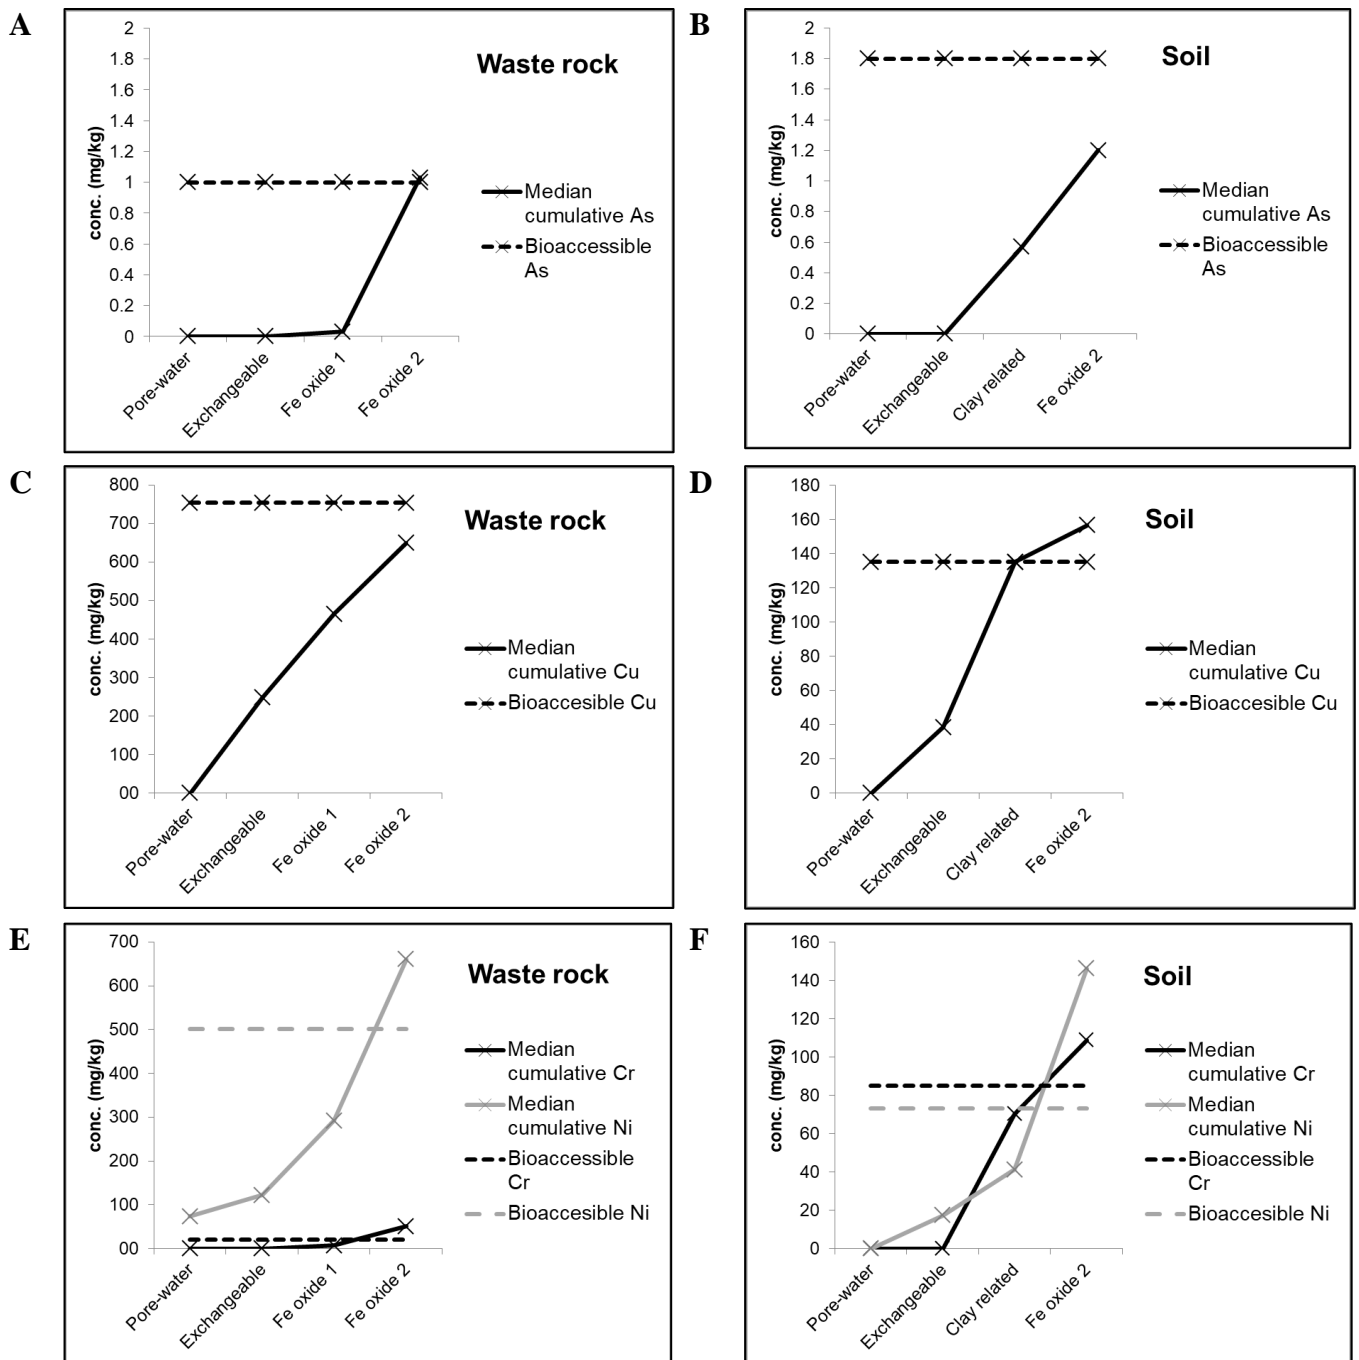 A
2
1.8
1.6
1.4
1.2
1
0.8
0.6
0.4
0.2
0
conc. (mg/kg)
Waste rock
Median
cumulative As
Bioaccessible
As
Pore-water
Exchangeable
Fe oxide 1
Fe oxide 2
B
2
1.8
1.6
1.4
1.2
1
0.8
0.6
0.4
0.2
0
conc. (mg/kg)
Soil
Median
cumulative As
Bioaccessible
As
Pore-water
Exchangeable
Clay related
Fe oxide 2
C
800
700
600
500
400
300
200
100
00
conc. (mg/kg)
Waste rock
Median
cumulative Cu
Bioaccesible Cu
Pore-water
Exchangeable
Fe oxide 1
Fe oxide 2
D
180
160
140
120
100
80
60
40
20
0
conc. (mg/kg)
Soil
Median
cumulative Cu
Bioaccesible Cu
Pore-water
Exchangeable
Clay related
Fe oxide 2
E
700
600
500
400
300
200
100
00
conc. (mg/kg)
Waste rock
Median
cumulative Cr
Median
cumulative Ni
Bioaccessible
Cr
Bioaccesible Ni
Pore-water
Exchangeable
Fe oxide 1
Fe oxide 2
F
160
140
120
100
80
60
40
20
0
conc. (mg/kg)
Soil
Median
cumulative Cr
Median
cumulative Ni
Bioaccessible
Cr
Bioaccesible Ni
Pore-water
Exchangeable
Clay related
Fe oxide 2